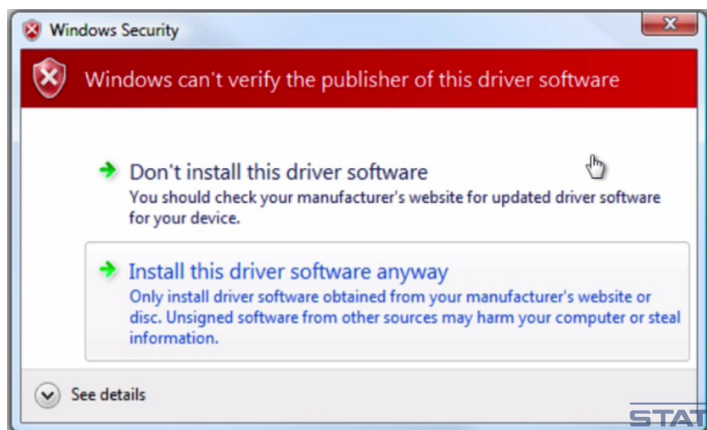 Windows Security
Windows can't verify the publisher of this driver software
Don't install this driver software
You should check your manufacturer's website for updated driver software
for your device.
Install this driver software anyway
Only install driver software obtained from your manufacturer's website or
disc. Unsigned software from other sources may harm your computer or steal
information.
See details
STAT